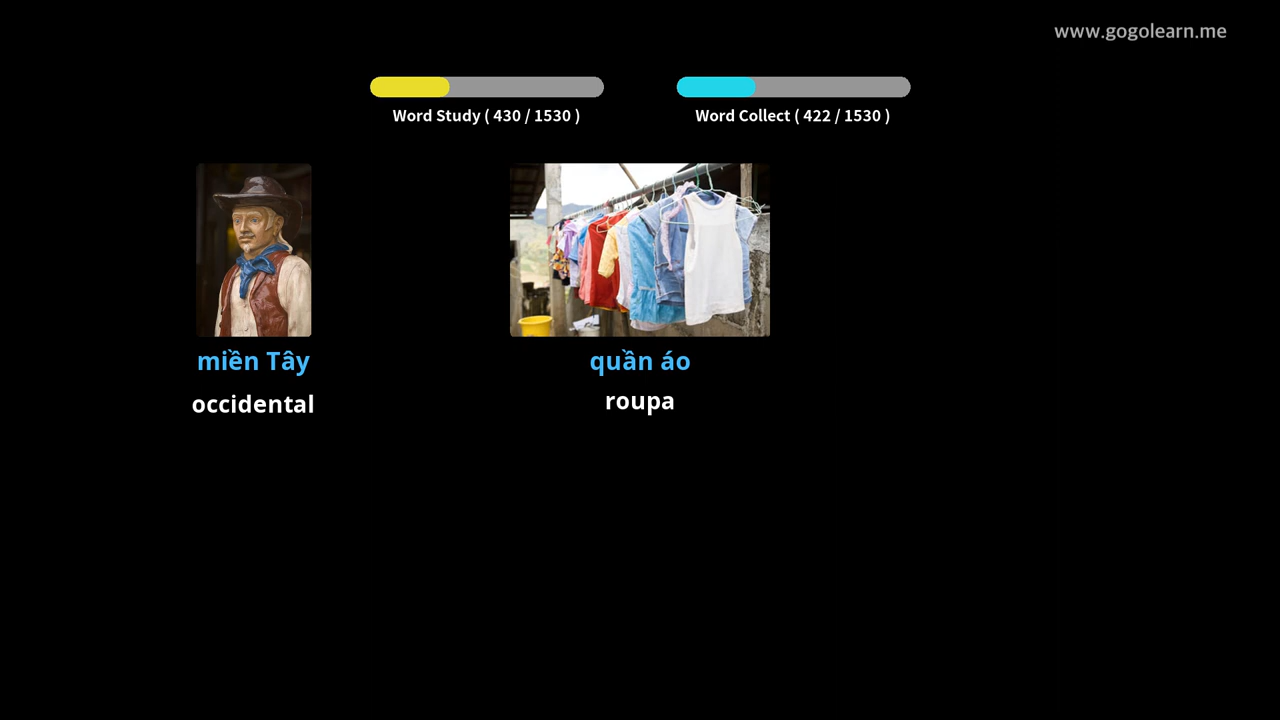 www.gogolearn.me
Word Study ( 430 / 1530 )
Word Collect ( 422 / 1530 )
miền Tây
occidental
quần áo
roupa